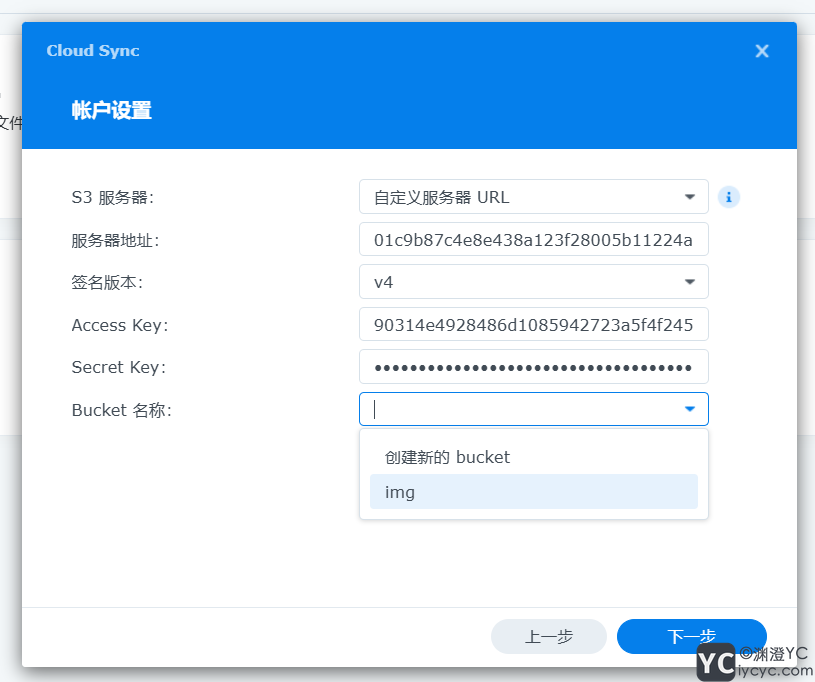 Cloud Sync
帐户设置
文件
S3 服务器:
自定义服务器 URL
服务器地址:
01c9b87c4e8e438a123f28005b11224a
签名版本:
v4
Access Key:
90314e4928486d1085942723a5f4f245
Secret Key:
Bucket 名称:
创建新的 bucket
img
上一步
下一步
YC
©渊澄YC
iycyc.com